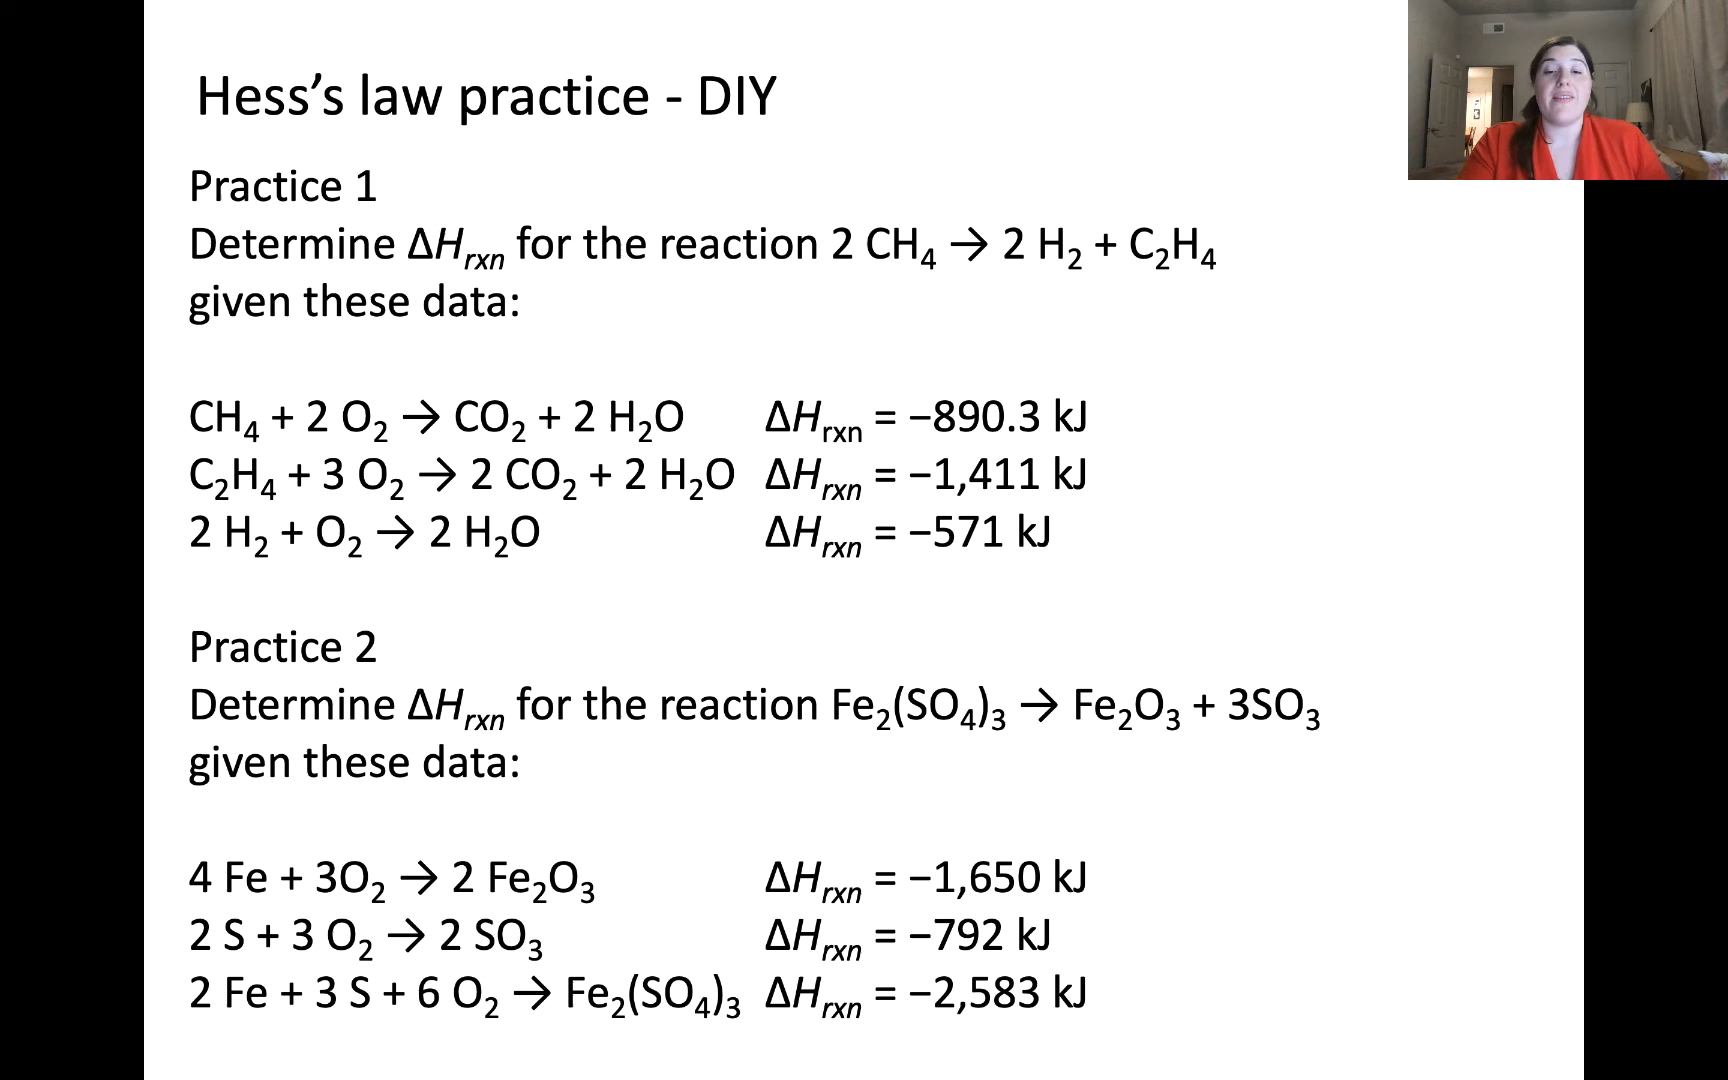 Hess’s law practice - DIY
Practice 1
Determine ΔHrxn for the reaction 2 CH₄ → 2 H₂ + C₂H₄
given these data:
CH₄ + 2 O₂ → CO₂ + 2 H₂O ΔHrxn = −890.3 kJ
C₂H₄ + 3 O₂ → 2 CO₂ + 2 H₂O ΔHrxn = −1,411 kJ
2 H₂ + O₂ → 2 H₂O ΔHrxn = −571 kJ
Practice 2
Determine ΔHrxn for the reaction Fe₂(SO₄)₃ → Fe₂O₃ + 3SO₃
given these data:
4 Fe + 3O₂ → 2 Fe₂O₃ ΔHrxn = −1,650 kJ
2 S + 3 O₂ → 2 SO₃ ΔHrxn = −792 kJ
2 Fe + 3 S + 6 O₂ → Fe₂(SO₄)₃ ΔHrxn = −2,583 kJ